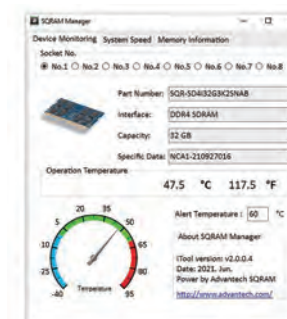 SQRAM Manager
Device Monitoring System Speed Memory Information
Socket No.
No.1 No.2 No.3 No.4 No.5 No.6 No.7 No.8
Part Number: SQR-SD4I32G3K2SNAB
Interface: DDR4 SDRAM
Capacity: 32 GB
Specific Data: NCA1-210927016
Operation Temperature
47.5 °C 117.5 °F
Alert Temperature : 60 °C
About SQRAM Manager
iTool version: v2.0.0.4
Date: 2021. Jun.
Power by Advantech SQRAM
http://www.advantech.com/
-40 -25 -10 5 20 35 50 65 80 95
Temperature